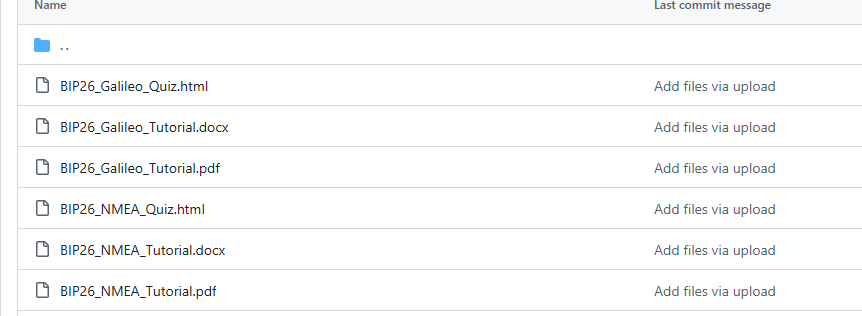 Name Last commit message
..
BIP26_Galileo_Quiz.html Add files via upload
BIP26_Galileo_Tutorial.docx Add files via upload
BIP26_Galileo_Tutorial.pdf Add files via upload
BIP26_NMEA_Quiz.html Add files via upload
BIP26_NMEA_Tutorial.docx Add files via upload
BIP26_NMEA_Tutorial.pdf Add files via upload